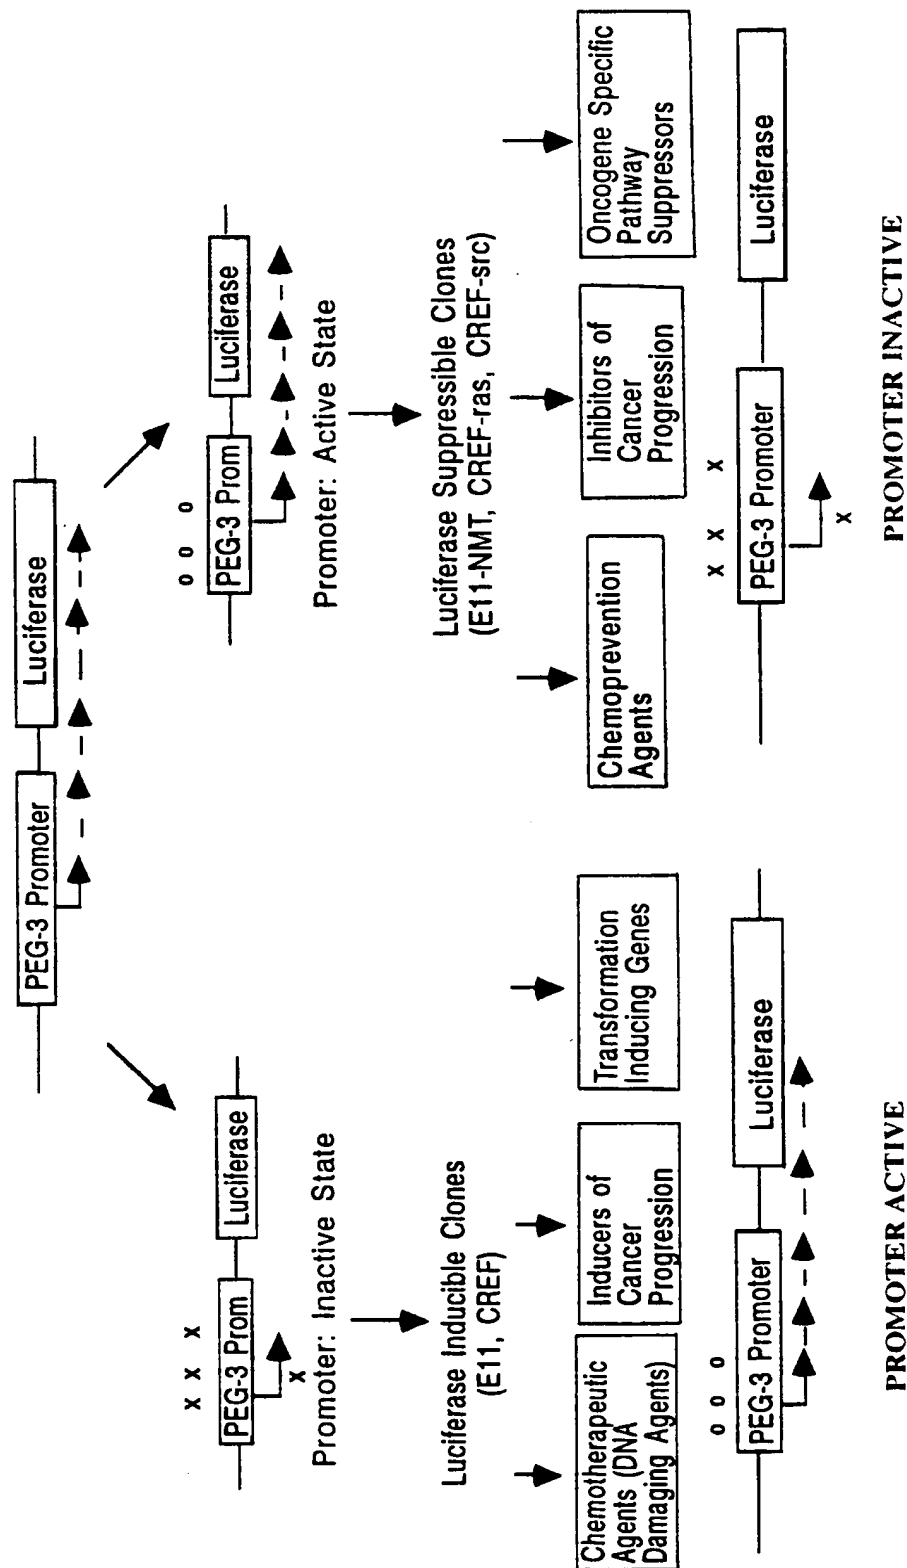 PEG-3 Promoter
Luciferase
X X X
PEG-3 Prom
Luciferase
X
Promoter: Inactive State
Luciferase Inducible Clones
(E11, CREF)
Chemotherapeutic
Agents (DNA
Damaging Agents)
Inducers of
Cancer
Progression
Transformation
Inducing Genes
o o o
PEG-3 Promoter
Luciferase
PROMOTER ACTIVE
o o o
PEG-3 Prom
Luciferase
Promoter: Active State
Luciferase Suppressible Clones
(E11-NMT, CREF-ras, CREF-src)
Chemoprevention
Agents
Inhibitors of
Cancer
Progression
Oncogene Specific
Pathway
Suppressors
X X X
PEG-3 Promoter
Luciferase
X
PROMOTER INACTIVE